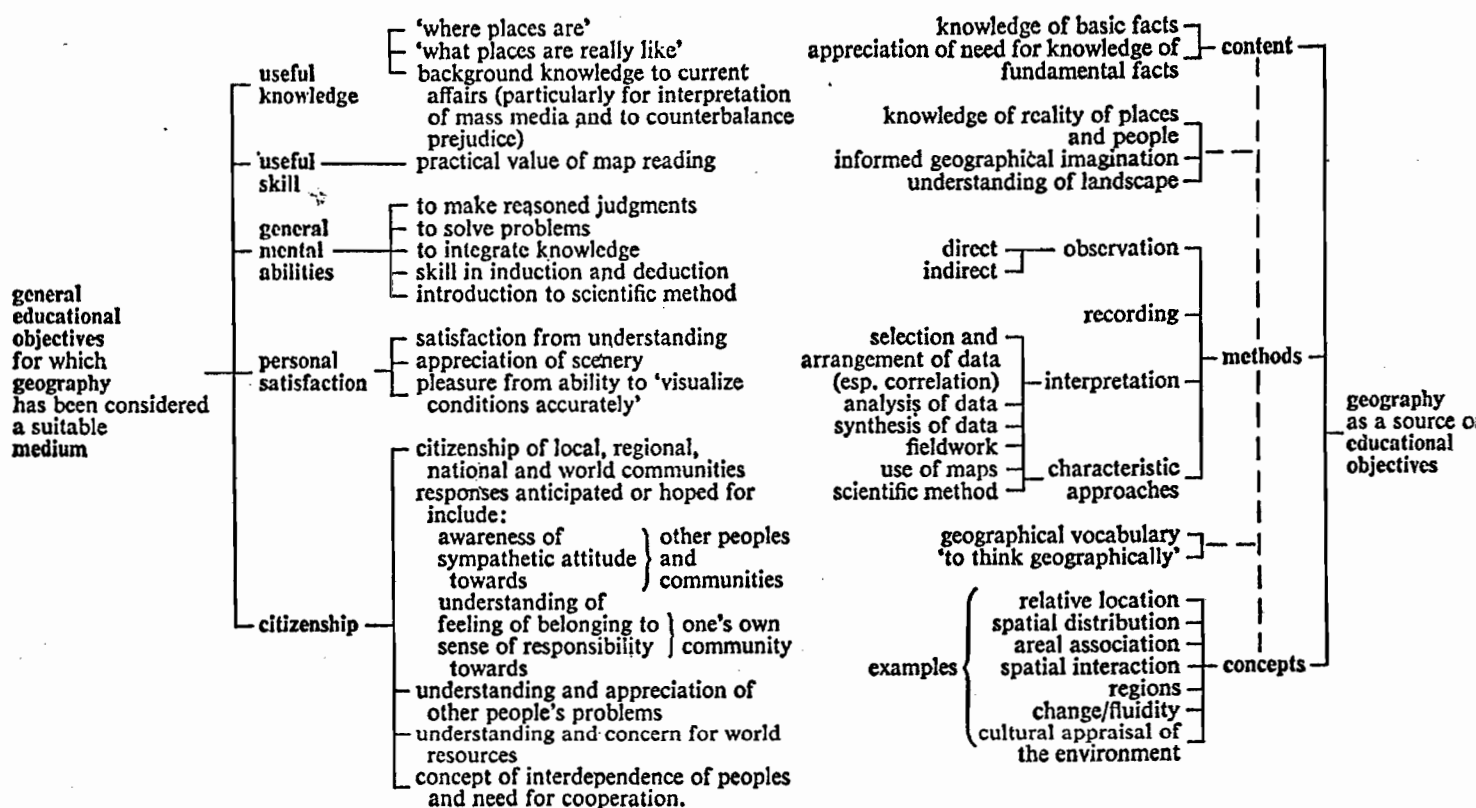 general
educational
objectives
for which
geography
has been considered
a suitable
medium
useful
knowledge
'where places are'
'what places are really like'
background knowledge to current
affairs (particularly for interpretation
of mass media and to counterbalance
prejudice)
useful
skill
practical value of map reading
general
mental
abilities
to make reasoned judgments
to solve problems
to integrate knowledge
skill in induction and deduction
introduction to scientific method
personal
satisfaction
satisfaction from understanding
appreciation of scenery
pleasure from ability to 'visualize
conditions accurately'
citizenship
citizenship of local, regional,
national and world communities
responses anticipated or hoped for
include:
awareness of
sympathetic attitude
towards
other peoples
and
communities
understanding of
feeling of belonging to
sense of responsibility
towards
one's own
community
understanding and appreciation of
other people's problems
understanding and concern for world
resources
concept of interdependence of peoples
and need for cooperation.
knowledge of basic facts
appreciation of need for knowledge of
fundamental facts
content
knowledge of reality of places
and people
informed geographical imagination
understanding of landscape
direct
indirect
observation
recording
selection and
arrangement of data
(esp. correlation)
analysis of data
synthesis of data
fieldwork
use of maps
scientific method
interpretation
characteristic
approaches
methods
geographical vocabulary
'to think geographically'
examples
relative location
spatial distribution
areal association
spatial interaction
regions
change/fluidity
cultural appraisal of
the environment
concepts
geography
as a source o
educational
objectives